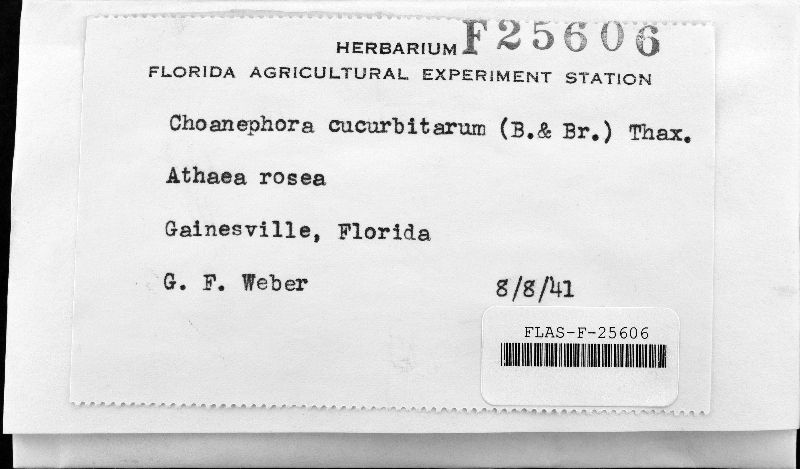 HERBARIUM F25606
FLORIDA AGRICULTURAL EXPERIMENT STATION
Choanephora cucurbitarum (B.& Br.) Thax.
Athaea rosea
Gainesville, Florida
G. F. Weber 8/8/41
FLAS-F-25606